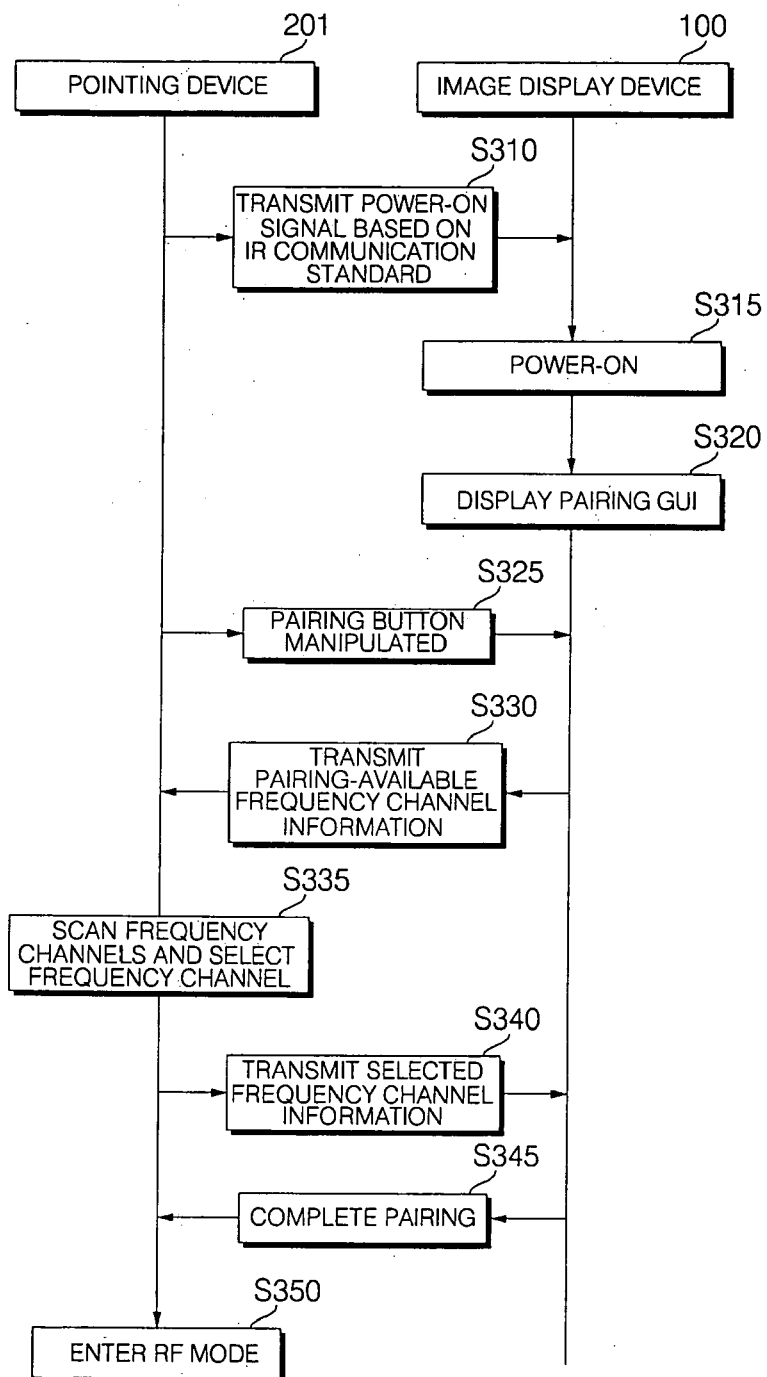 201
100
POINTING DEVICE
IMAGE DISPLAY DEVICE
S310
TRANSMIT POWER-ON
SIGNAL BASED ON
IR COMMUNICATION
STANDARD
S315
POWER-ON
S320
DISPLAY PAIRING GUI
S325
PAIRING BUTTON
MANIPULATED
S330
TRANSMIT
PAIRING-AVAILABLE
FREQUENCY CHANNEL
INFORMATION
S335
SCAN FREQUENCY
CHANNELS AND SELECT
FREQUENCY CHANNEL
S340
TRANSMIT SELECTED
FREQUENCY CHANNEL
INFORMATION
S345
COMPLETE PAIRING
S350
ENTER RF MODE